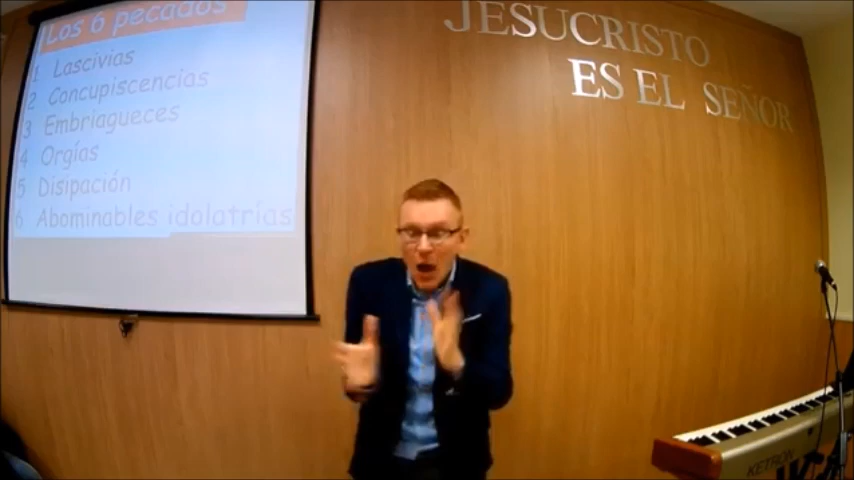 Los 6 pecados
1 Lascivias
2 Concupiscencias
3 Embriagueces
4 Orgías
5 Disipación
6 Abominables idolatrías
JESUCRISTO
ES EL SEÑOR
KETRON